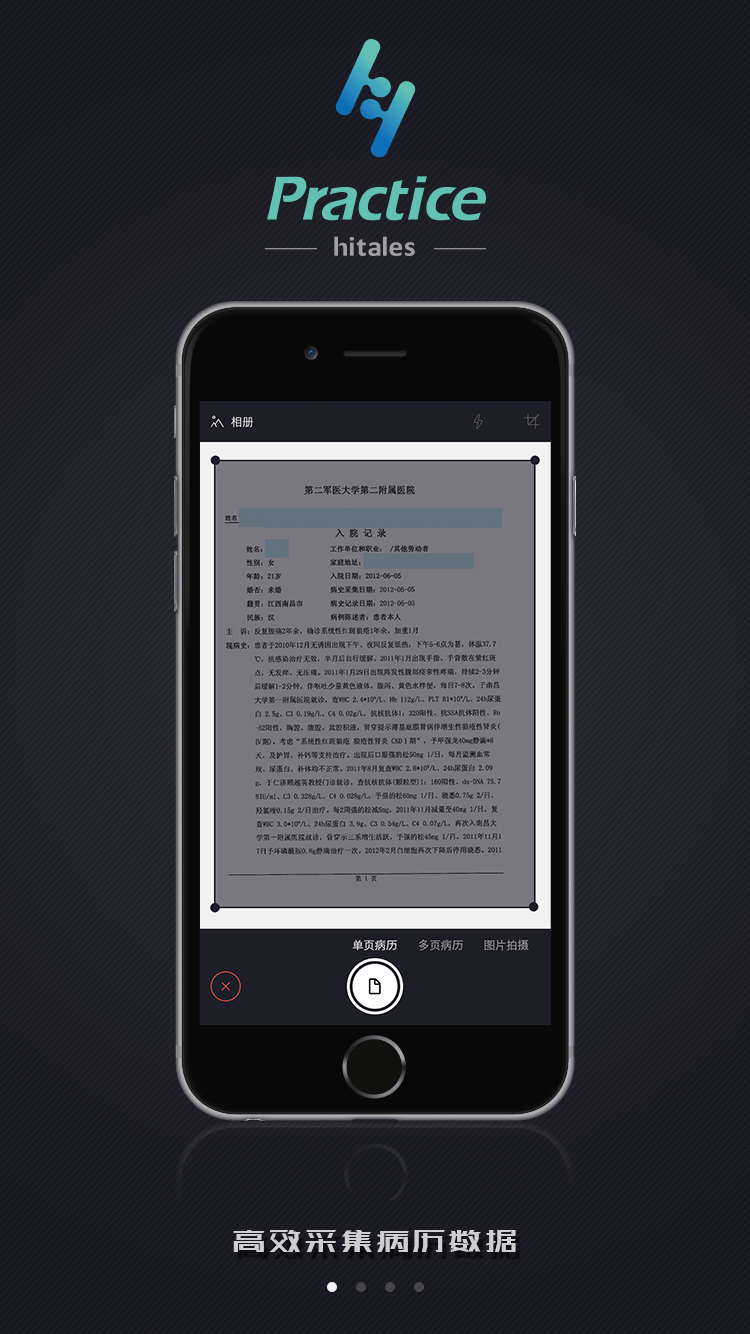 Practice
hitales
相册
第二军医大学第二附属医院
姓名
入 院 记 录
姓名: 工作单位和职业: /其他劳动者
性别: 女 家庭地址:
年龄: 21岁 入院日期: 2012-06-05
婚否: 未婚 病史采集日期: 2012-06-05
籍贯: 江西南昌市 病史记录日期: 2012-06-05
民族: 汉 病例陈述者: 患者本人
主 诉: 反复腹痛2年余, 确诊系统性红斑狼疮1年余, 加重1月
现病史: 患者于2010年12月无诱因出现下午、夜间反复低热, 下午5-6点为甚, 体温37.7
℃, 抗感染治疗无效, 半月后自行缓解。2011年1月出现手指、手背散在紫红斑
点, 无发痒、无压痛。2011年1月29日出现阵发性腹部痉挛性疼痛, 持续2-3分钟
后缓解1-2分钟, 伴呕吐少量黄色液体、腹泻、黄色水样便, 每日7-8次。于南昌
大学第一附属医院就诊, 查WBC 2.4*10⁹/L、Hb 112g/L、PLT 81*10⁹/L、24h尿蛋
白 2.5g、C3 0.19g/L、C4 0.02g/L, 抗核抗体1: 320阳性、抗SSA抗体阳性、Ro
-52阳性, 胸腔、腹腔、盆腔积液, 肾穿提示薄基底膜肾病伴增生性狼疮性肾炎(
IV期), 考虑“系统性红斑狼疮 狼疮性肾炎 CKD1期”, 予甲强龙40mg静滴*8
天, 及护胃、补钙等支持治疗。出院后口服强的松50mg 1/日, 每月监测血常
规、尿蛋白、补体均不正常。2011年8月复查WBC 2.8*10⁹/L、24h尿蛋白 2.09
g, 于仁济顾越英教授门诊就诊, 查抗核抗体(颗粒型)1: 160阳性、ds-DNA 75.7
8IU/ml、C3 0.328g/L、C4 0.028g/L, 予强的松60mg 1/日、骁悉0.75g 2/日、
羟氯喹0.15g 2/日治疗。每2周强的松减5mg, 2011年11月减量至40mg 1/日。复
查WBC 3.0*10⁹/L、24h尿蛋白 3.9g、C3 0.54g/L、C4 0.07g/L, 再次入南昌大
学第一附属医院就诊, 肾穿示三系增生活跃, 予强的松45mg 1/日, 2011年11月1
7日予环磷酰胺0.8g静滴治疗一次。2012年2月白细胞再次下降后停用骁悉。2011
第 1 页
单页病历 多页病历 图片拍摄
高效采集病历数据